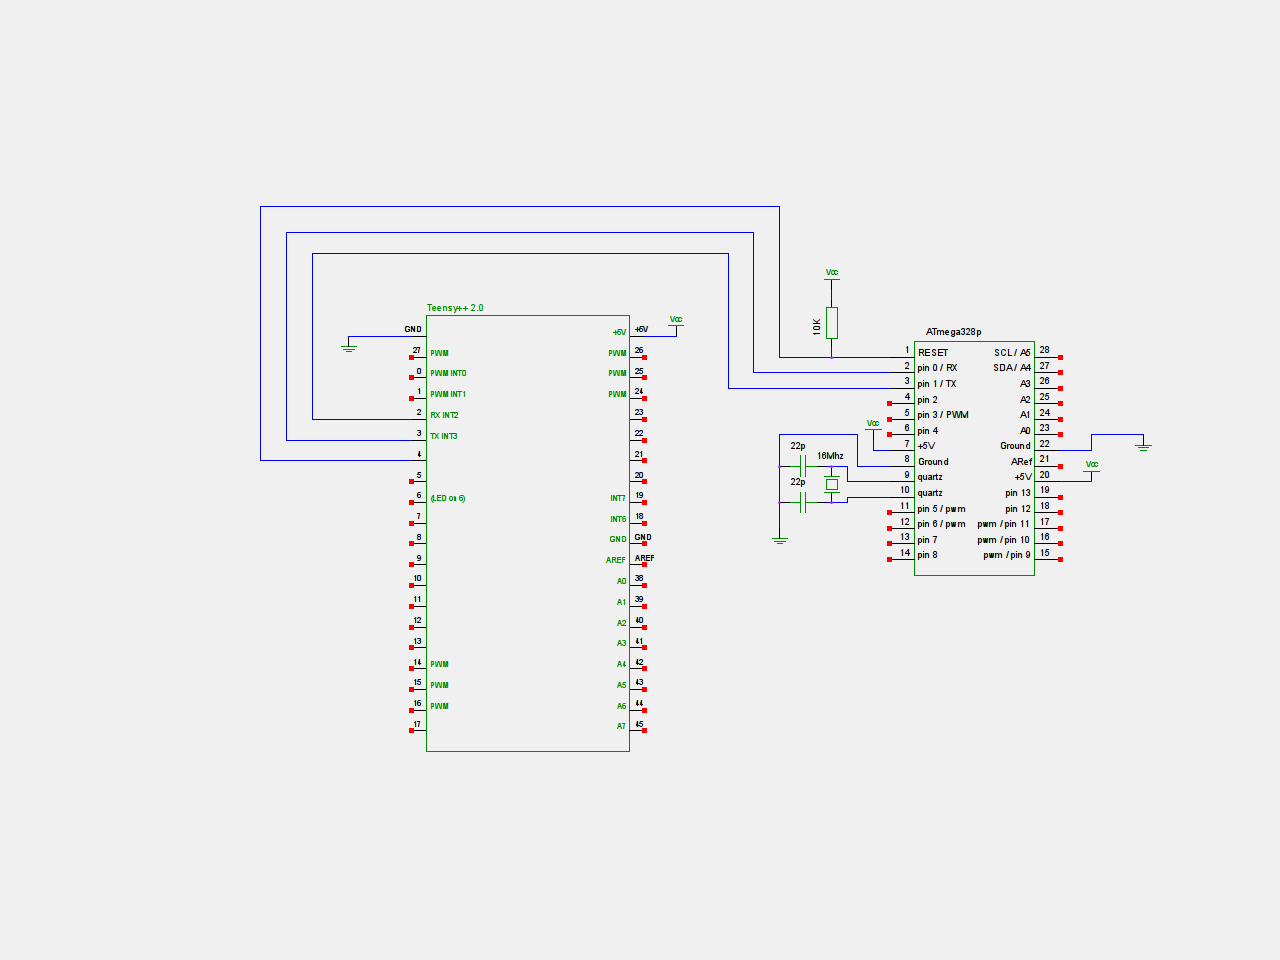 Vcc
10K
Teensy++ 2.0
GND
+5V
+5V
Vcc
27 PWM
PWM 26
0 PWM INT0
PWM 25
1 PWM INT1
PWM 24
2 RX INT2
23
3 TX INT3
22
4
21
5
20
6 (LED on 6)
INT7 19
7
INT6 18
8
GND GND
9
AREF AREF
10
A0 38
11
A1 39
12
A2 40
13
A3 41
14 PWM
A4 42
15 PWM
A5 43
16 PWM
A6 44
17
A7 45
ATmega328p
1 RESET
SCL / A5 28
2 pin 0 / RX
SDA / A4 27
3 pin 1 / TX
A3 26
4 pin 2
A2 25
5 pin 3 / PWM
A1 24
6 pin 4
A0 23
Vcc
7 +5V
Ground 22
8 Ground
ARef 21
9 quartz
+5V 20
Vcc
10 quartz
pin 13 19
11 pin 5 / pwm
pin 12 18
12 pin 6 / pwm
pwm / pin 11 17
13 pin 7
pwm / pin 10 16
14 pin 8
pwm / pin 9 15
22p
16Mhz
22p